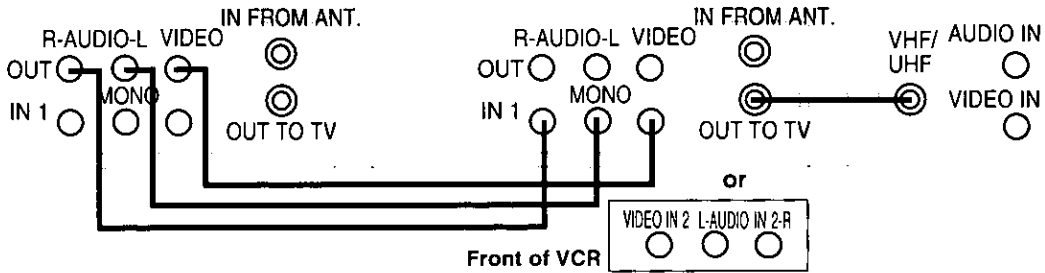 IN FROM ANT.
R-AUDIO-L VIDEO
OUT
MONO
IN 1
OUT TO TV
IN FROM ANT.
R-AUDIO-L VIDEO
OUT
MONO
IN 1
OUT TO TV
VHF/
UHF
AUDIO IN
VIDEO IN
or
VIDEO IN 2 L-AUDIO IN 2-R
Front of VCR